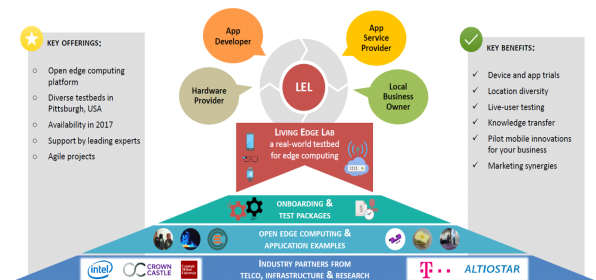 KEY OFFERINGS:
Open edge computing
platform
Diverse testbeds in
Pittsburgh, USA
Availability in 2017
Support by leading experts
Agile projects
App
Developer
App
Service
Provider
Hardware
Provider
LEL
Local
Business
Owner
LIVING EDGE LAB
a real-world testbed
for edge computing
ONBOARDING &
TEST PACKAGES
OPEN EDGE COMPUTING &
APPLICATION EXAMPLES
INDUSTRY PARTNERS FROM
TELCO, INFRASTRUCTURE & RESEARCH
intel
CROWN
CASTLE
Carnegie
Mellon
University
T
ALTIOSTAR
KEY BENEFITS:
Device and app trials
Location diversity
Live-user testing
Knowledge transfer
Pilot mobile innovations
for your business
Marketing synergies